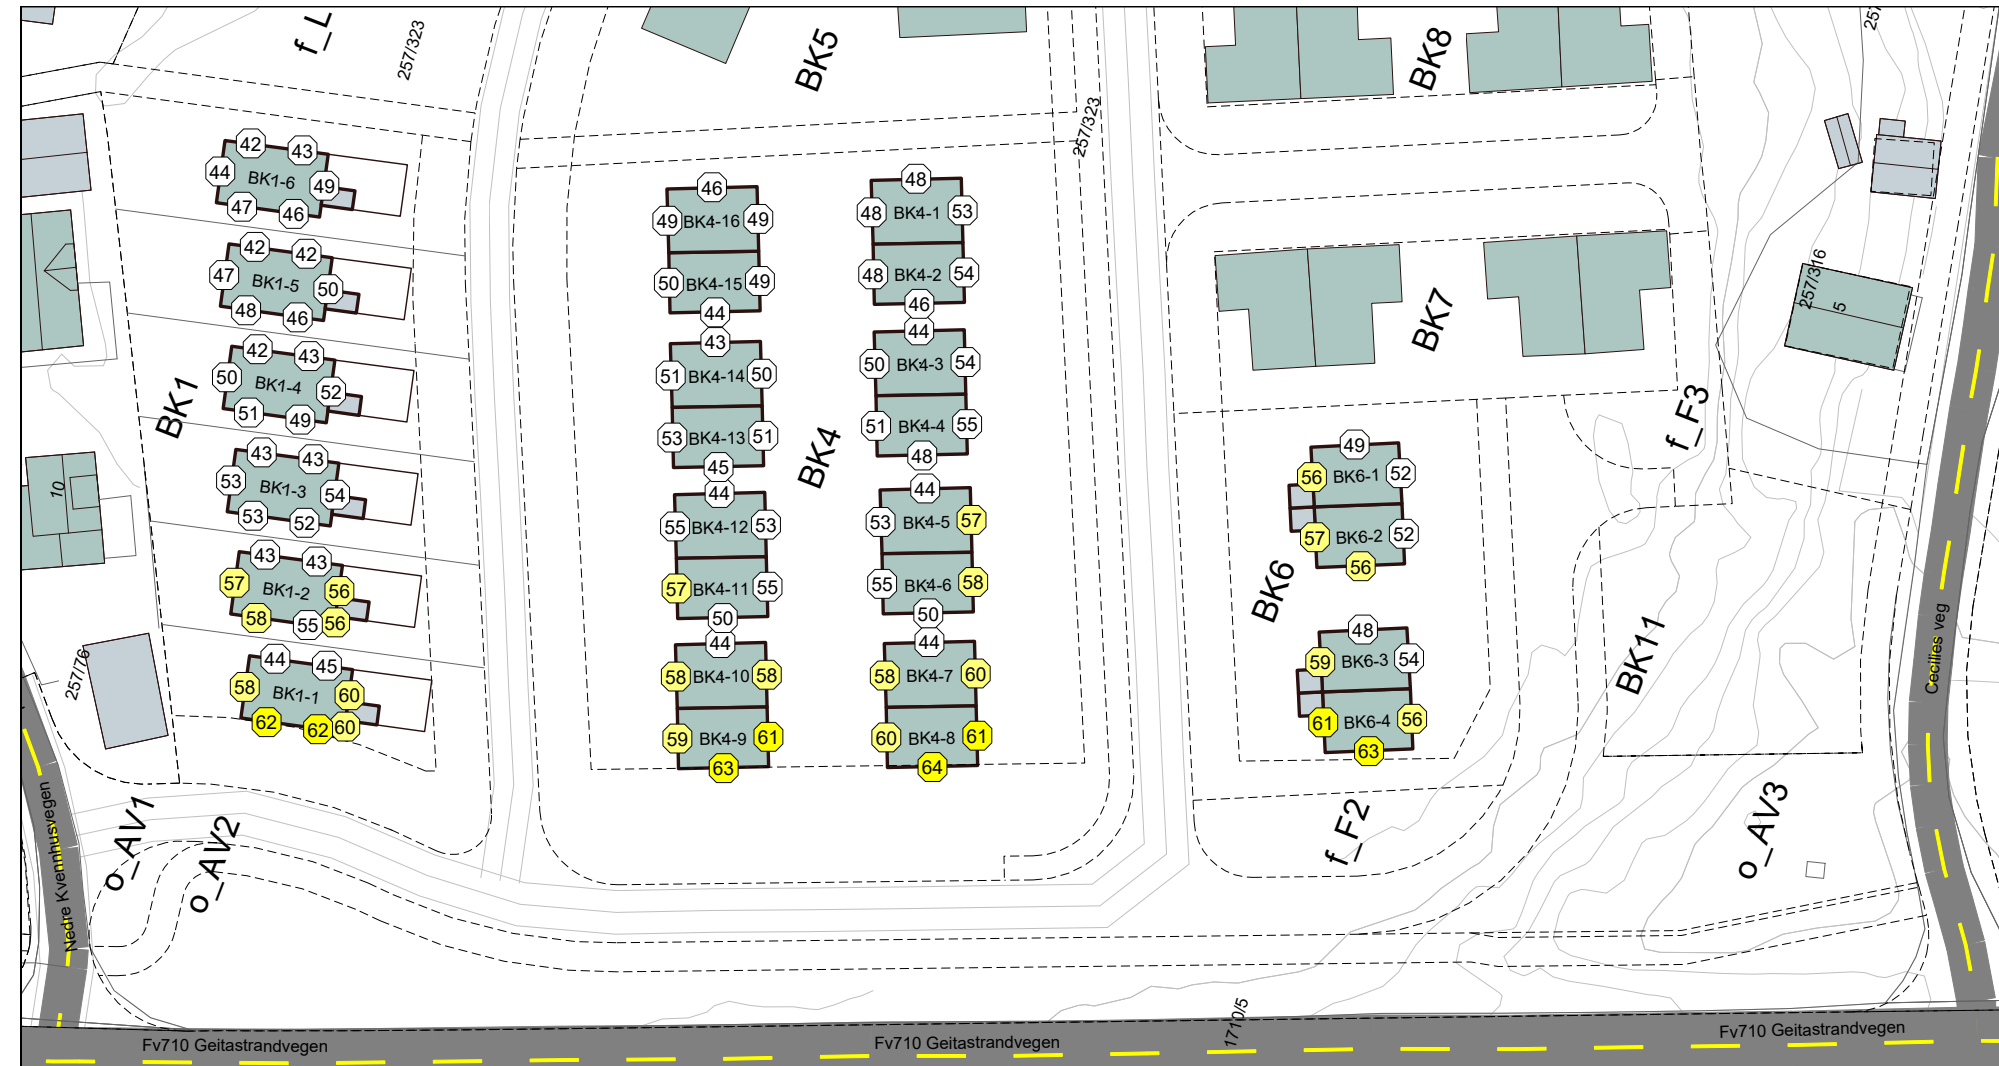 f_L
257/323
BK5
BK8
257
42
43
44
BK1-6
49
47
46
42
42
47
BK1-5
50
48
46
42
43
50
BK1-4
52
51
49
BK1
43
43
53
BK1-3
54
53
52
43
43
57
BK1-2
56
58
55
56
44
45
58
BK1-1
60
62
62
60
10
257/76
46
49
BK4-16
49
50
BK4-15
49
44
43
51
BK4-14
50
53
BK4-13
51
45
44
55
BK4-12
53
57
BK4-11
55
50
44
58
BK4-10
58
59
BK4-9
61
63
BK4
48
48
BK4-1
53
48
BK4-2
54
46
44
50
BK4-3
54
51
BK4-4
55
48
44
53
BK4-5
57
55
BK4-6
58
50
44
58
BK4-7
60
60
BK4-8
61
64
257/323
BK7
257/316
5
f_F3
49
56
BK6-1
52
57
BK6-2
52
56
BK6
48
59
BK6-3
54
61
BK6-4
56
63
BK11
Cecilies veg
f_F2
o_AV3
o_AV1
o_AV2
Nedre Kvennhusvegen
1710/5
Fv710 Geitastrandvegen
Fv710 Geitastrandvegen
Fv710 Geitastrandvegen